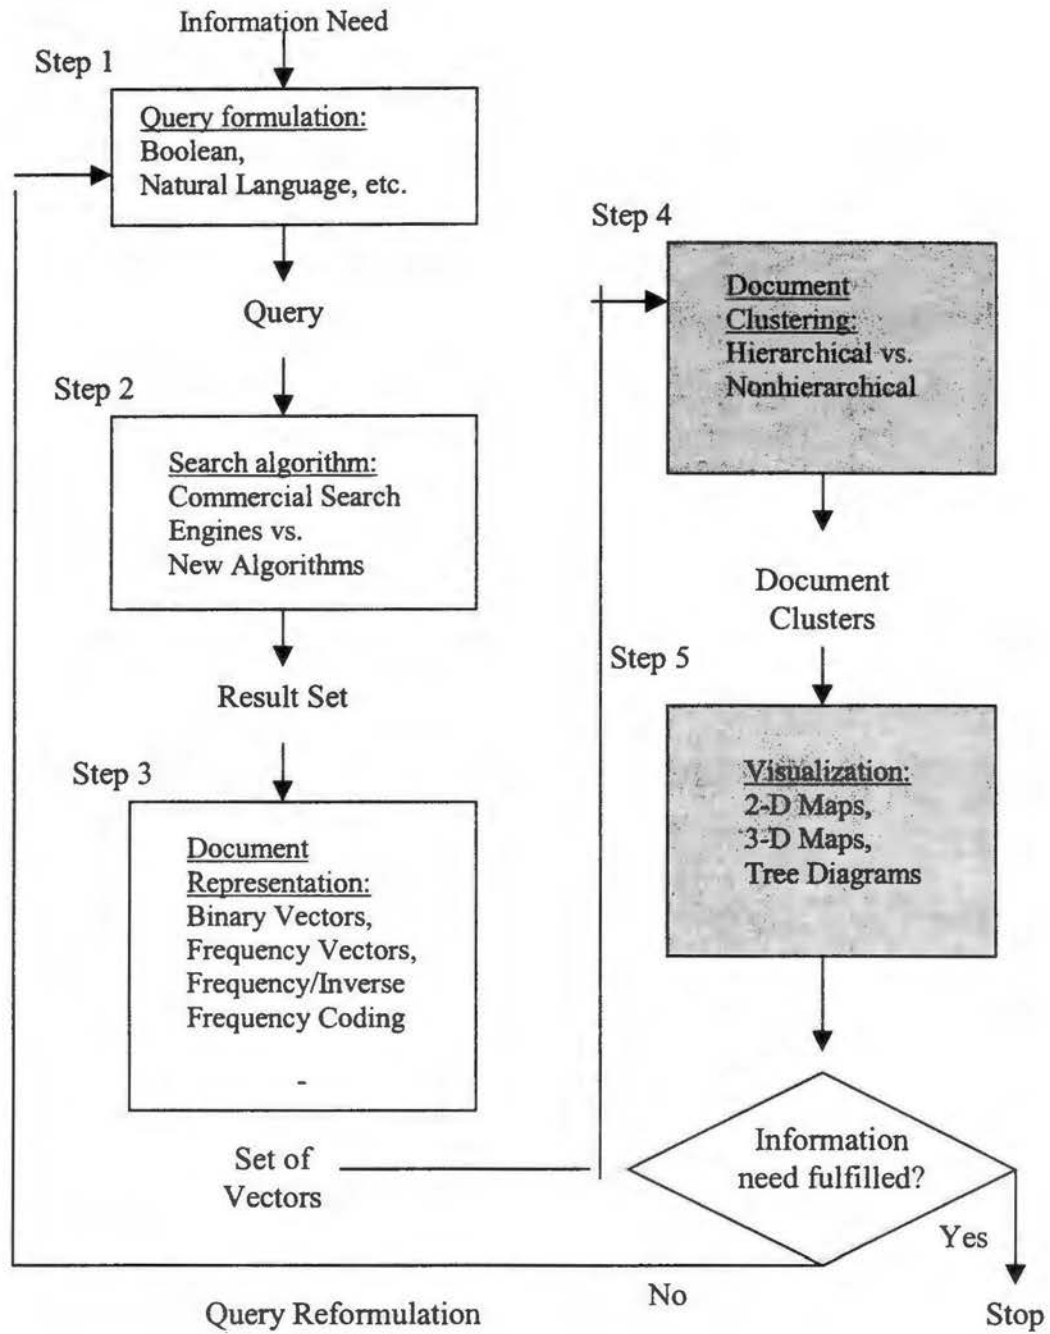 Information Need
Step 1
Query formulation:
Boolean,
Natural Language, etc.
Query
Step 2
Search algorithm:
Commercial Search
Engines vs.
New Algorithms
Result Set
Step 3
Document
Representation:
Binary Vectors,
Frequency Vectors,
Frequency/Inverse
Frequency Coding
-
Set of
Vectors
Step 4
Document
Clustering:
Hierarchical vs.
Nonhierarchical
Document
Clusters
Step 5
Visualization:
2-D Maps,
3-D Maps,
Tree Diagrams
Information
need fulfilled?
Yes
No
Stop
Query Reformulation